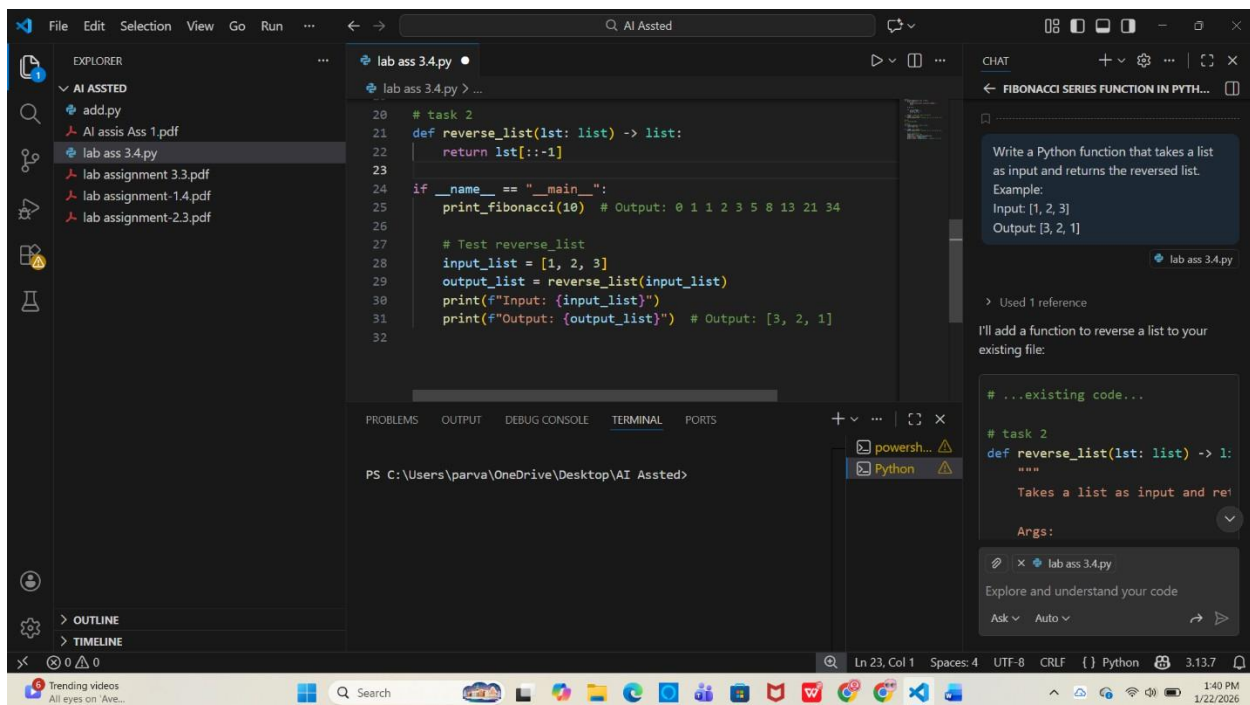 File Edit Selection View Go Run ... AI Assted
EXPLORER
AI ASSTED
add.py
AI assis Ass 1.pdf
lab ass 3.4.py
lab assignment 3.3.pdf
lab assignment-1.4.pdf
lab assignment-2.3.pdf
OUTLINE
TIMELINE
lab ass 3.4.py
lab ass 3.4.py > ...
20 # task 2
21 def reverse_list(lst: list) -> list:
22 return lst[::-1]
23
24 if __name__ == "__main__":
25 print_fibonacci(10) # Output: 0 1 1 2 3 5 8 13 21 34
26
27 # Test reverse_list
28 input_list = [1, 2, 3]
29 output_list = reverse_list(input_list)
30 print(f"Input: {input_list}")
31 print(f"Output: {output_list}") # Output: [3, 2, 1]
32
PROBLEMS OUTPUT DEBUG CONSOLE TERMINAL PORTS
PS C:\Users\parva\OneDrive\Desktop\AI Assted>
powersh...
Python
CHAT
FIBONACCI SERIES FUNCTION IN PYTH...
Write a Python function that takes a list
as input and returns the reversed list.
Example:
Input: [1, 2, 3]
Output: [3, 2, 1]
lab ass 3.4.py
> Used 1 reference
I'll add a function to reverse a list to your
existing file:
# ...existing code...
# task 2
def reverse_list(lst: list) -> l
"""
Takes a list as input and ret
Args:
lab ass 3.4.py
Explore and understand your code
Ask Auto
0 0 Ln 23, Col 1 Spaces: 4 UTF-8 CRLF {} Python 3.13.7
6
Trending videos
All eyes on 'Ave...
Search
1:40 PM
1/22/2026